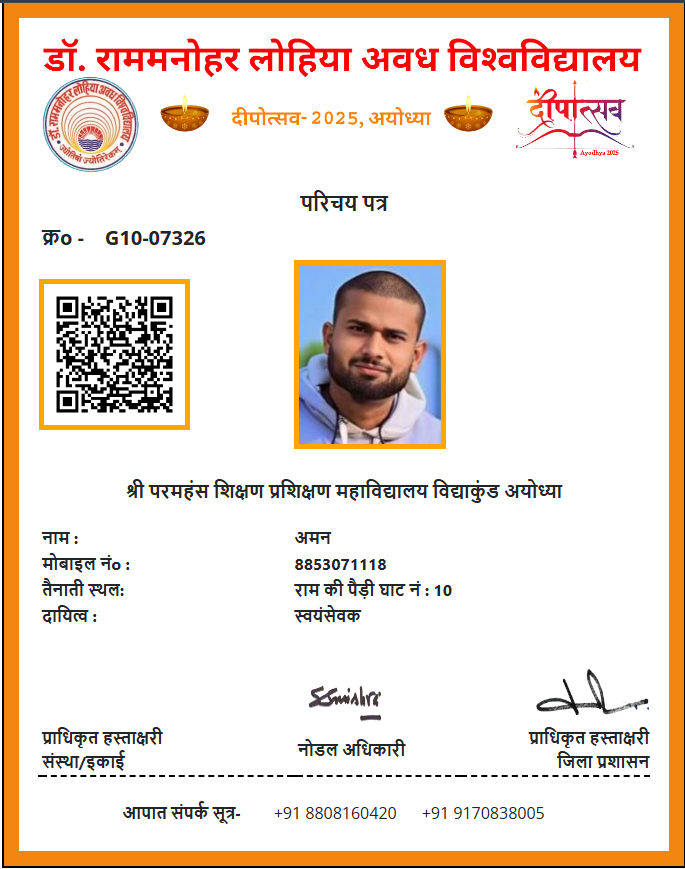 डॉ. राममनोहर लोहिया अवध विश्वविद्यालय
डा. राममनोहर लोहिया अवध विश्वविद्यालय
ज्योतिर्मा ज्योतिरेकम्
दीपोत्सव- 2025, अयोध्या
दीपोत्सव
Ayodhya 2025
परिचय पत्र
क्र० - G10-07326
श्री परमहंस शिक्षण प्रशिक्षण महाविद्यालय विद्याकुंड अयोध्या
नाम : अमन
मोबाइल नं० : 8853071118
तैनाती स्थल: राम की पैड़ी घाट नं : 10
दायित्व : स्वयंसेवक
SSmishra
प्राधिकृत हस्ताक्षरी
संस्था/इकाई
नोडल अधिकारी
प्राधिकृत हस्ताक्षरी
जिला प्रशासन
आपात संपर्क सूत्र- +91 8808160420 +91 9170838005